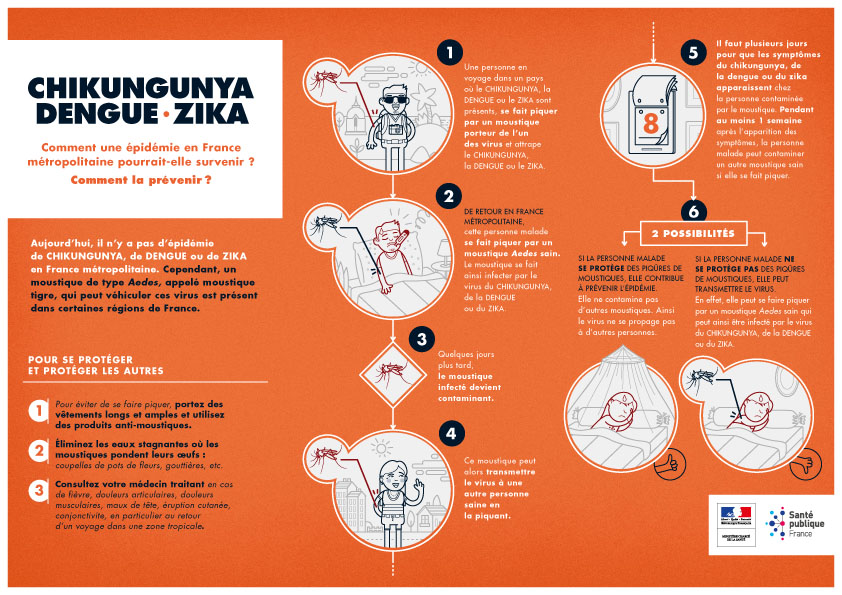 CHIKUNGUNYA
DENGUE • ZIKA
Comment une épidémie en France
métropolitaine pourrait-elle survenir ?
Comment la prévenir ?
Aujourd'hui, il n'y a pas d'épidémie
de CHIKUNGUNYA, de DENGUE ou de ZIKA
en France métropolitaine. Cependant, un
moustique de type Aedes, appelé moustique
tigre, qui peut véhiculer ces virus est présent
dans certaines régions de France.
POUR SE PROTÉGER
ET PROTÉGER LES AUTRES
1
Pour éviter de se faire piquer, portez des
vêtements longs et amples et utilisez
des produits anti-moustiques.
2
Éliminez les eaux stagnantes où les
moustiques pondent leurs œufs :
coupelles de pots de fleurs, gouttières, etc.
3
Consultez votre médecin traitant en cas
de fièvre, douleurs articulaires, douleurs
musculaires, maux de tête, éruption cutanée,
conjonctivite, en particulier au retour
d'un voyage dans une zone tropicale.
1
Une personne en
voyage dans un pays
où le CHIKUNGUNYA, la
DENGUE ou le ZIKA sont
présents, se fait piquer
par un moustique
porteur de l'un
des virus et attrape
le CHIKUNGUNYA,
la DENGUE ou le ZIKA.
2
DE RETOUR EN FRANCE
MÉTROPOLITAINE,
cette personne malade
se fait piquer par un
moustique Aedes sain.
Le moustique se fait
ainsi infecter par le
virus du CHIKUNGUNYA,
de la DENGUE
ou du ZIKA.
3
Quelques jours
plus tard,
le moustique
infecté devient
contaminant.
4
Ce moustique peut
alors transmettre
le virus à une
autre personne
saine en
la piquant.
5
Il faut plusieurs jours
pour que les symptômes
du chikungunya, de
la dengue ou du zika
apparaissent chez
la personne contaminée
par le moustique. Pendant
au moins 1 semaine
après l'apparition des
symptômes, la personne
malade peut contaminer
un autre moustique sain
si elle se fait piquer.
8
6
2 POSSIBILITÉS
SI LA PERSONNE MALADE
SE PROTÈGE DES PIQÛRES DE
MOUSTIQUES, ELLE CONTRIBUE
À PRÉVENIR L'ÉPIDÉMIE.
Elle ne contamine pas
d'autres moustiques. Ainsi
le virus ne se propage pas
à d'autres personnes.
SI LA PERSONNE MALADE NE
SE PROTÈGE PAS DES PIQÛRES
DE MOUSTIQUES, ELLE PEUT
TRANSMETTRE LE VIRUS.
En effet, elle peut se faire piquer
par un moustique Aedes sain qui
peut ainsi être infecté par le virus
du CHIKUNGUNYA, de la DENGUE
ou du ZIKA.
MINISTÈRE CHARGÉ
DE LA SANTÉ
Santé
publique
France